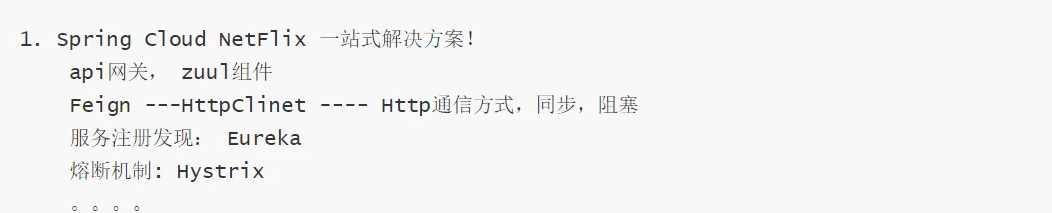 1. Spring Cloud NetFlix 一站式解决方案！
api网关， zuul组件
Feign ---HttpClinet ---- Http通信方式，同步，阻塞
服务注册发现： Eureka
熔断机制: Hystrix
。。。。